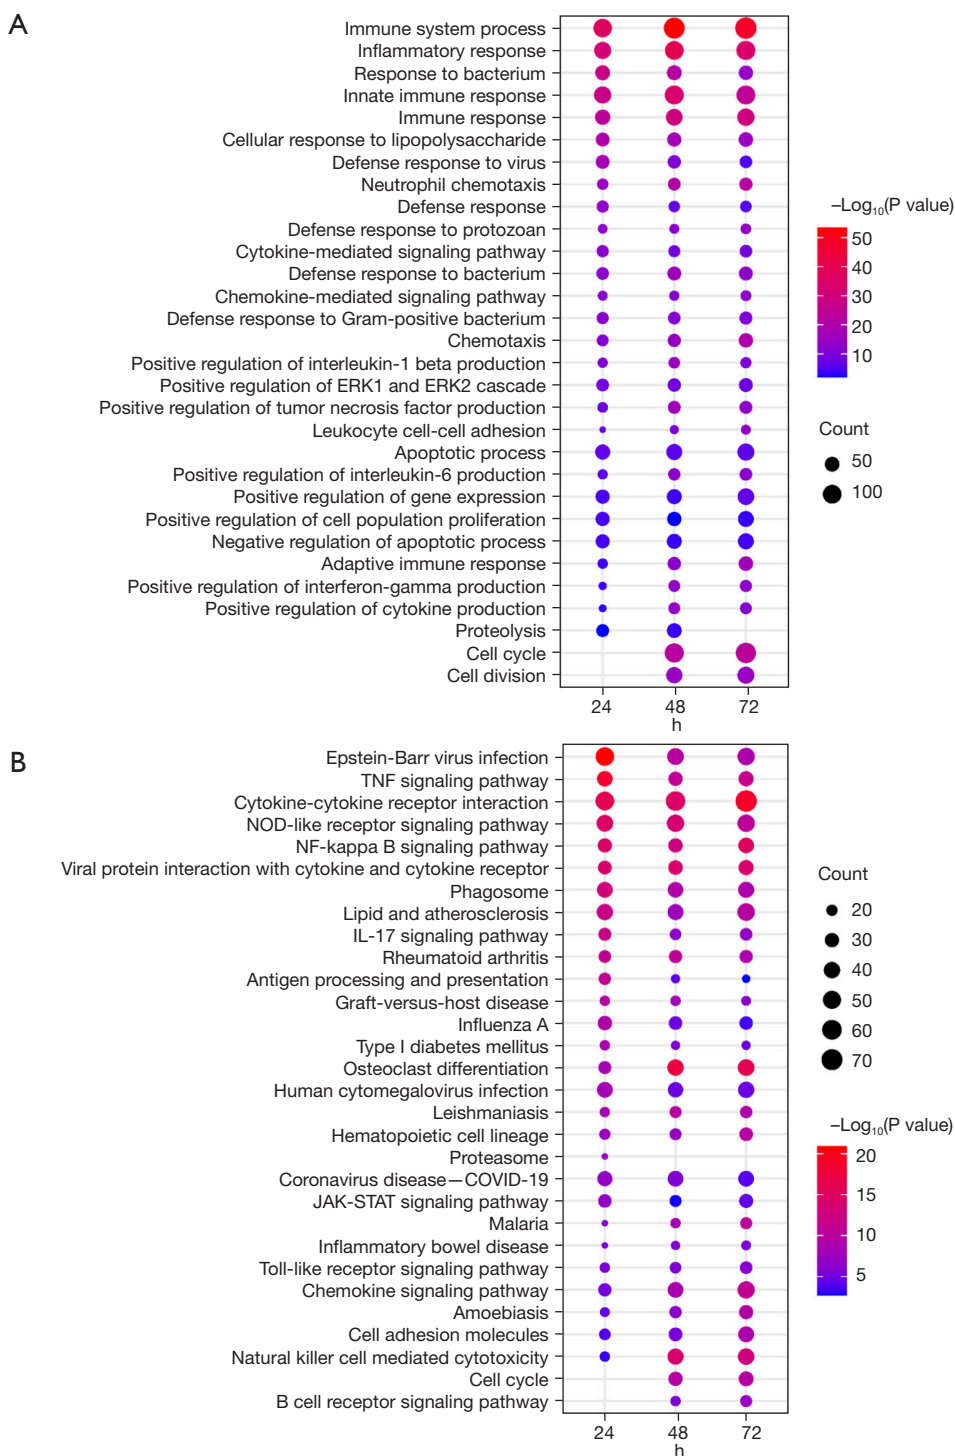 A
Immune system process
Inflammatory response
Response to bacterium
Innate immune response
Immune response
Cellular response to lipopolysaccharide
Defense response to virus
Neutrophil chemotaxis
Defense response
Defense response to protozoan
Cytokine-mediated signaling pathway
Defense response to bacterium
Chemokine-mediated signaling pathway
Defense response to Gram-positive bacterium
Chemotaxis
Positive regulation of interleukin-1 beta production
Positive regulation of ERK1 and ERK2 cascade
Positive regulation of tumor necrosis factor production
Leukocyte cell-cell adhesion
Apoptotic process
Positive regulation of interleukin-6 production
Positive regulation of gene expression
Positive regulation of cell population proliferation
Negative regulation of apoptotic process
Adaptive immune response
Positive regulation of interferon-gamma production
Positive regulation of cytokine production
Proteolysis
Cell cycle
Cell division
24 48 72
h
–Log₁₀(P value)
50
40
30
20
10
Count
50
100
B
Epstein-Barr virus infection
TNF signaling pathway
Cytokine-cytokine receptor interaction
NOD-like receptor signaling pathway
NF-kappa B signaling pathway
Viral protein interaction with cytokine and cytokine receptor
Phagosome
Lipid and atherosclerosis
IL-17 signaling pathway
Rheumatoid arthritis
Antigen processing and presentation
Graft-versus-host disease
Influenza A
Type I diabetes mellitus
Osteoclast differentiation
Human cytomegalovirus infection
Leishmaniasis
Hematopoietic cell lineage
Proteasome
Coronavirus disease—COVID-19
JAK-STAT signaling pathway
Malaria
Inflammatory bowel disease
Toll-like receptor signaling pathway
Chemokine signaling pathway
Amoebiasis
Cell adhesion molecules
Natural killer cell mediated cytotoxicity
Cell cycle
B cell receptor signaling pathway
24 48 72
h
Count
20
30
40
50
60
70
–Log₁₀(P value)
20
15
10
5